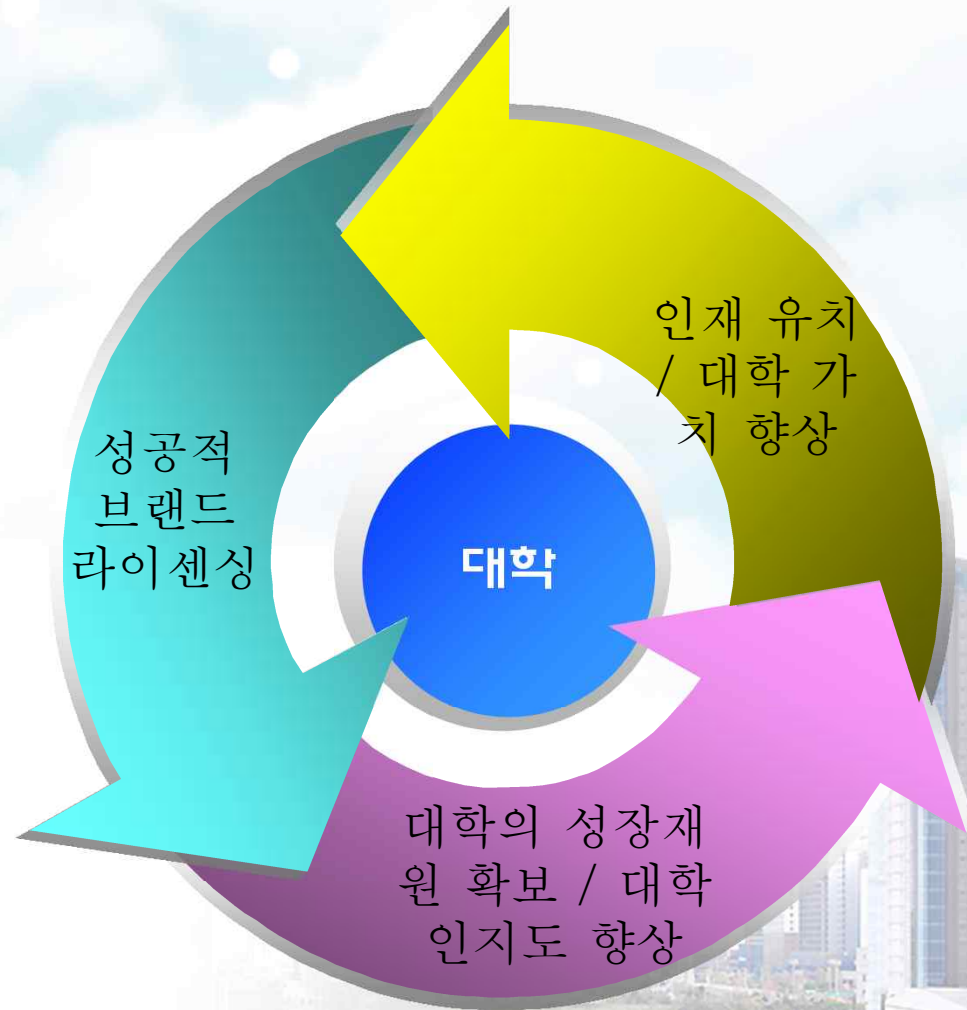 인재 유치
/ 대학 가
치 향상
성공적
브랜드
라이센싱
대학
대학의 성장재
원 확보 / 대학
인지도 향상